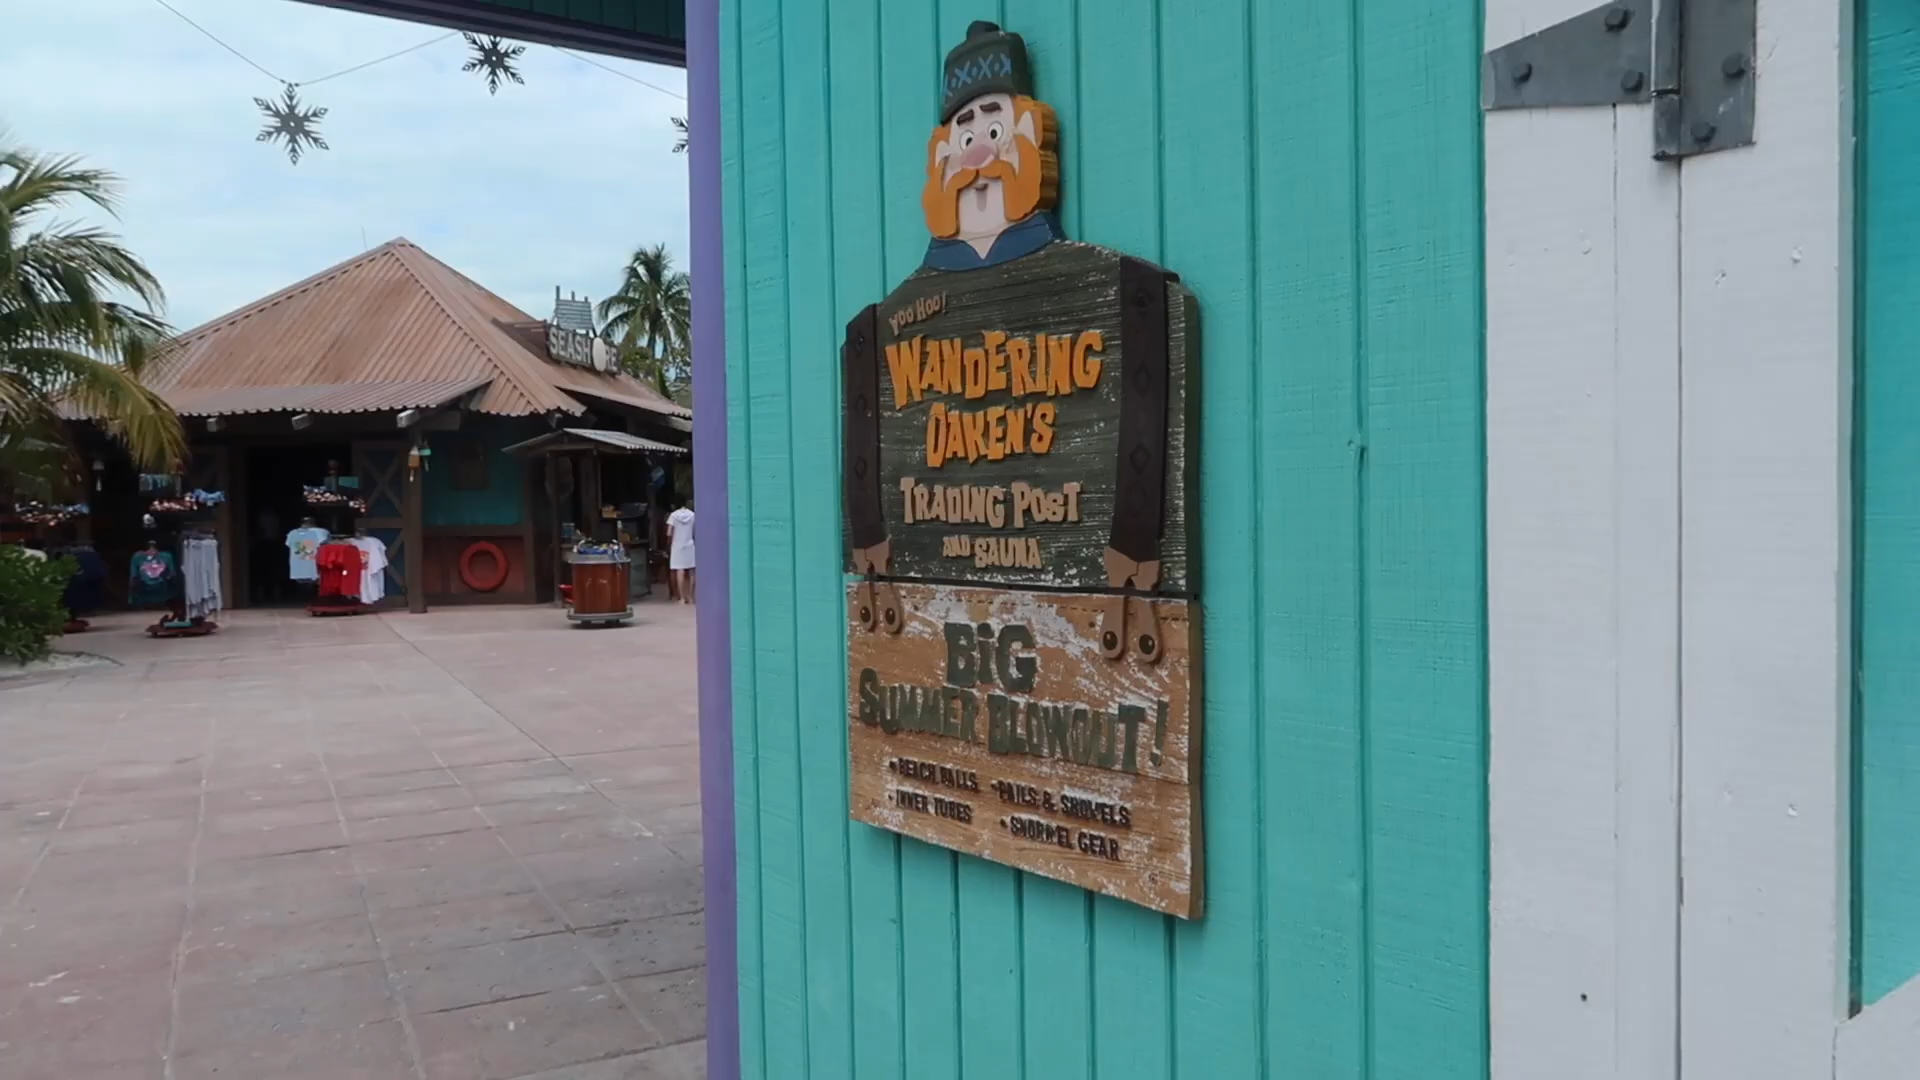 SEASHORE
YOO HOO!
WANDERING
OAKEN'S
TRADING POST
AND SAUNA
BiG
SUMMER BLOWOUT!
• BEACH BALLS
• INNER TUBES
• PAILS & SHOVELS
• SNORKEL GEAR